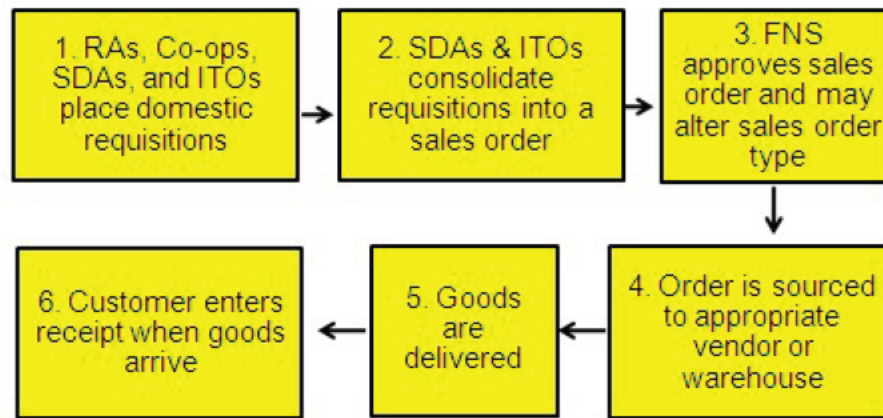 1. RAs, Co-ops,
SDAs, and ITOs
place domestic
requisitions
2. SDAs & ITOs
consolidate
requisitions into a
sales order
3. FNS
approves sales
order and may
alter sales order
type
4. Order is sourced
to appropriate
vendor or
warehouse
5. Goods
are
delivered
6. Customer enters
receipt when goods
arrive